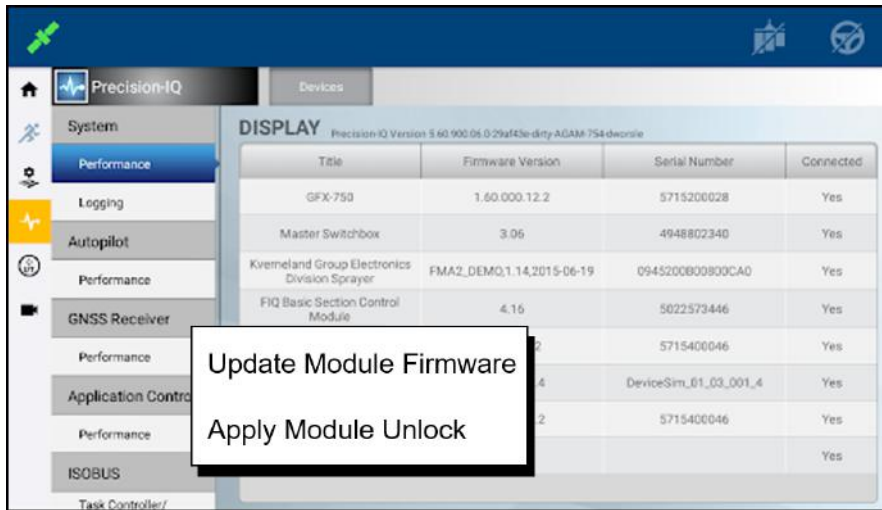 Precision-IQ
Devices
System
Performance
Logging
Autopilot
Performance
GNSS Receiver
Performance
Application Contro
Performance
ISOBUS
Task Controller/
DISPLAY Precision-IQ Version 5.60.900.06.0-29af43e-dirty-AGAM-754-dworsie
Title Firmware Version Serial Number Connected
GFX-750 1.60.000.12.2 5715200028 Yes
Master Switchbox 3.06 4948802340 Yes
Kverneland Group Electronics
Division Sprayer FMA2_DEMO,1.14,2015-06-19 0945200B00800CA0 Yes
FIQ Basic Section Control
Module 4.16 5022573446 Yes
2 5715400046 Yes
.4 DeviceSim_01_03_001_4 Yes
.2 5715400046 Yes
Yes
Update Module Firmware
Apply Module Unlock